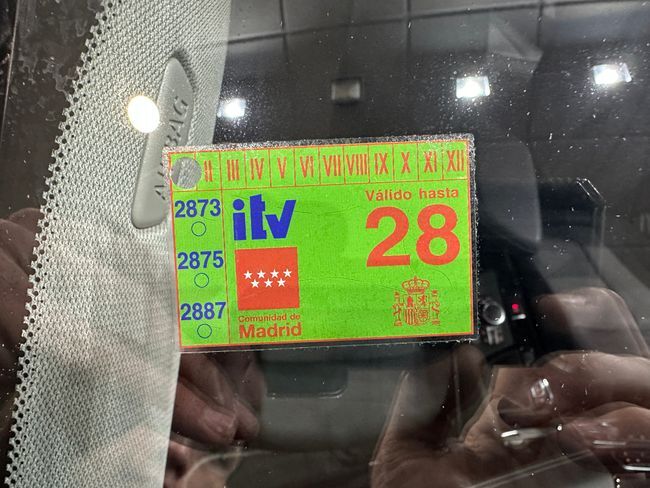 II III IV V VI VII VIII IX X XI XII
2873
2875
2887
itv
Válido hasta
28
Comunidad de
Madrid
AIRBAG